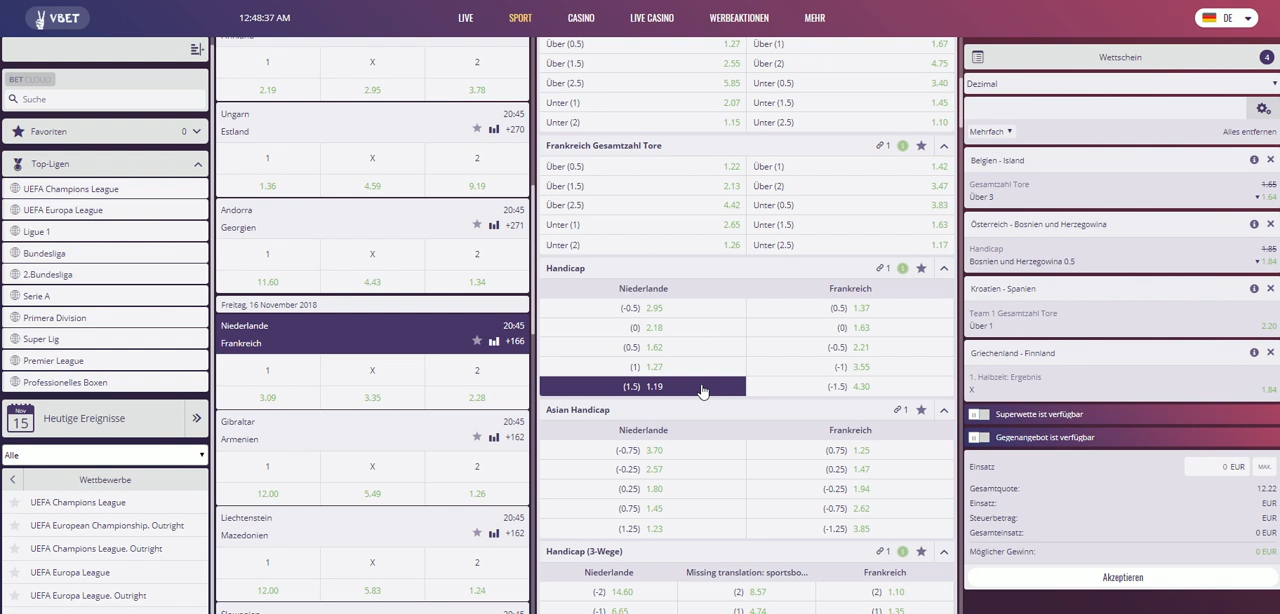 VBET
12:48:37 AM
LIVE
SPORT
CASINO
LIVE CASINO
WERBEAKTIONEN
MEHR
DE
BET CLOUD
Suche
Favoriten 0
Top-Ligen
UEFA Champions League
UEFA Europa League
Ligue 1
Bundesliga
2.Bundesliga
Serie A
Primera Division
Super Lig
Premier League
Professionelles Boxen
Nov 15 Heutige Ereignisse
Alle
Wettbewerbe
UEFA Champions League
UEFA European Championship. Outright
UEFA Champions League. Outright
UEFA Europa League
UEFA Europa League. Outright
1 X 2
2.19 2.95 3.78
Ungarn 20:45
Estland +270
1 X 2
1.36 4.59 9.19
Andorra 20:45
Georgien +271
1 X 2
11.60 4.43 1.34
Freitag, 16 November 2018
Niederlande 20:45
Frankreich +166
1 X 2
3.09 3.35 2.28
Gibraltar 20:45
Armenien +162
1 X 2
12.00 5.49 1.26
Liechtenstein 20:45
Mazedonien +162
1 X 2
12.00 5.83 1.24
Über (0.5) 1.27 Über (1) 1.67
Über (1.5) 2.55 Über (2) 4.75
Über (2.5) 5.85 Unter (0.5) 3.40
Unter (1) 2.07 Unter (1.5) 1.45
Unter (2) 1.15 Unter (2.5) 1.10
Frankreich Gesamtzahl Tore 1
Über (0.5) 1.22 Über (1) 1.42
Über (1.5) 2.13 Über (2) 3.47
Über (2.5) 4.42 Unter (0.5) 3.83
Unter (1) 2.65 Unter (1.5) 1.63
Unter (2) 1.26 Unter (2.5) 1.17
Handicap 1
Niederlande Frankreich
(-0.5) 2.95 (0.5) 1.37
(0) 2.18 (0) 1.63
(0.5) 1.62 (-0.5) 2.21
(1) 1.27 (-1) 3.55
(1.5) 1.19 (-1.5) 4.30
Asian Handicap 1
Niederlande Frankreich
(-0.75) 3.70 (0.75) 1.25
(-0.25) 2.57 (0.25) 1.47
(0.25) 1.80 (-0.25) 1.94
(0.75) 1.45 (-0.75) 2.62
(1.25) 1.23 (-1.25) 3.85
Handicap (3-Wege) 1
Niederlande Missing translation: sportsbo... Frankreich
(-2) 14.60 (2) 8.57 (2) 1.10
(-1) 6.65 (1) 4.74 (1) 1.35
Wettschein 4
Dezimal
Mehrfach Alles entfernen
Belgien - Island
Gesamtzahl Tore 1.65
Über 3 1.64
Österreich - Bosnien und Herzegowina
Handicap 1.85
Bosnien und Herzegowina 0.5 1.84
Kroatien - Spanien
Team 1 Gesamtzahl Tore
Über 1 2.20
Griechenland - Finnland
1. Halbzeit: Ergebnis
X 1.84
Superwette ist verfügbar
Gegenangebot ist verfügbar
Einsatz 0 EUR MAX.
Gesamtquote: 12.22
Einsatz: EUR
Steuerbetrag: EUR
Gesamteinsatz: 0 EUR
Möglicher Gewinn: 0 EUR
Akzeptieren